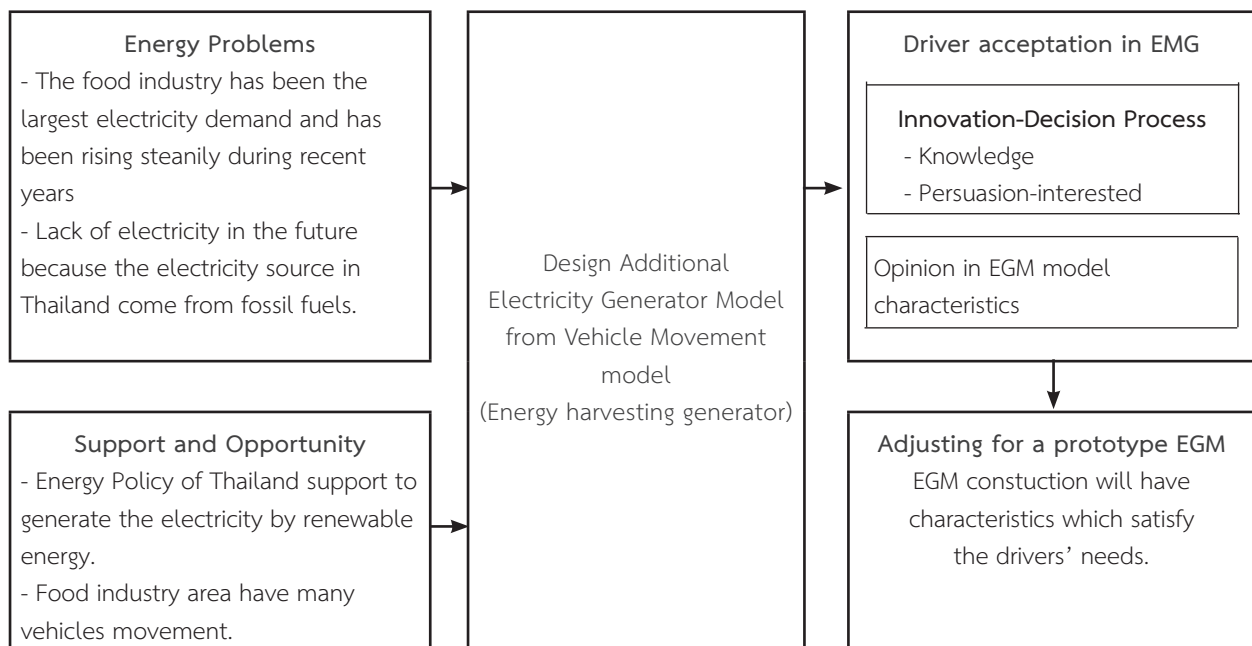 Energy Problems
- The food industry has been the
largest electricity demand and has
been rising steanily during recent
years
- Lack of electricity in the future
because the electricity source in
Thailand come from fossil fuels.
Support and Opportunity
- Energy Policy of Thailand support to
generate the electricity by renewable
energy.
- Food industry area have many
vehicles movement.
Design Additional
Electricity Generator Model
from Vehicle Movement
model
(Energy harvesting generator)
Driver acceptation in EMG
Innovation-Decision Process
- Knowledge
- Persuasion-interested
Opinion in EGM model
characteristics
Adjusting for a prototype EGM
EGM constuction will have
characteristics which satisfy
the drivers’ needs.